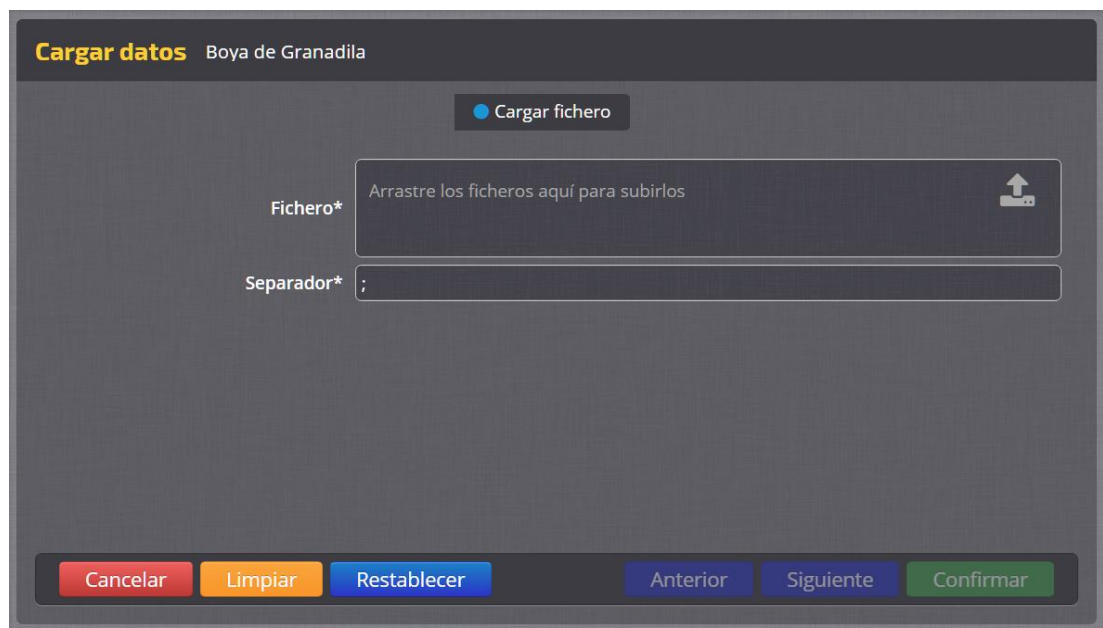 Cargar datos Boya de Granadila
Cargar fichero
Fichero* Arrastre los ficheros aquí para subirlos
Separador* ;
Cancelar Limpiar Restablecer Anterior Siguiente Confirmar